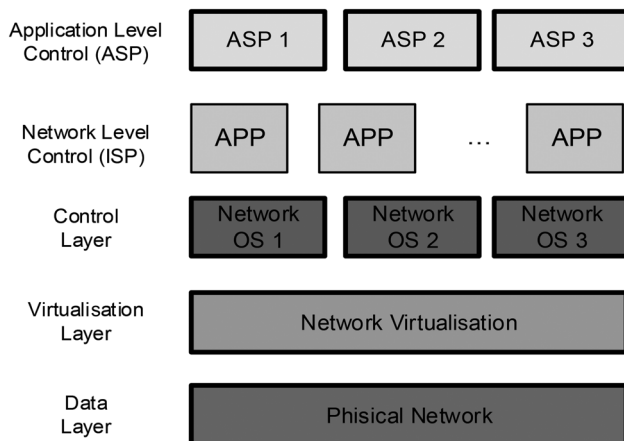 Application Level
Control (ASP)
ASP 1
ASP 2
ASP 3
Network Level
Control (ISP)
APP
APP
...
APP
Control
Layer
Network
OS 1
Network
OS 2
Network
OS 3
Virtualisation
Layer
Network Virtualisation
Data
Layer
Phisical Network